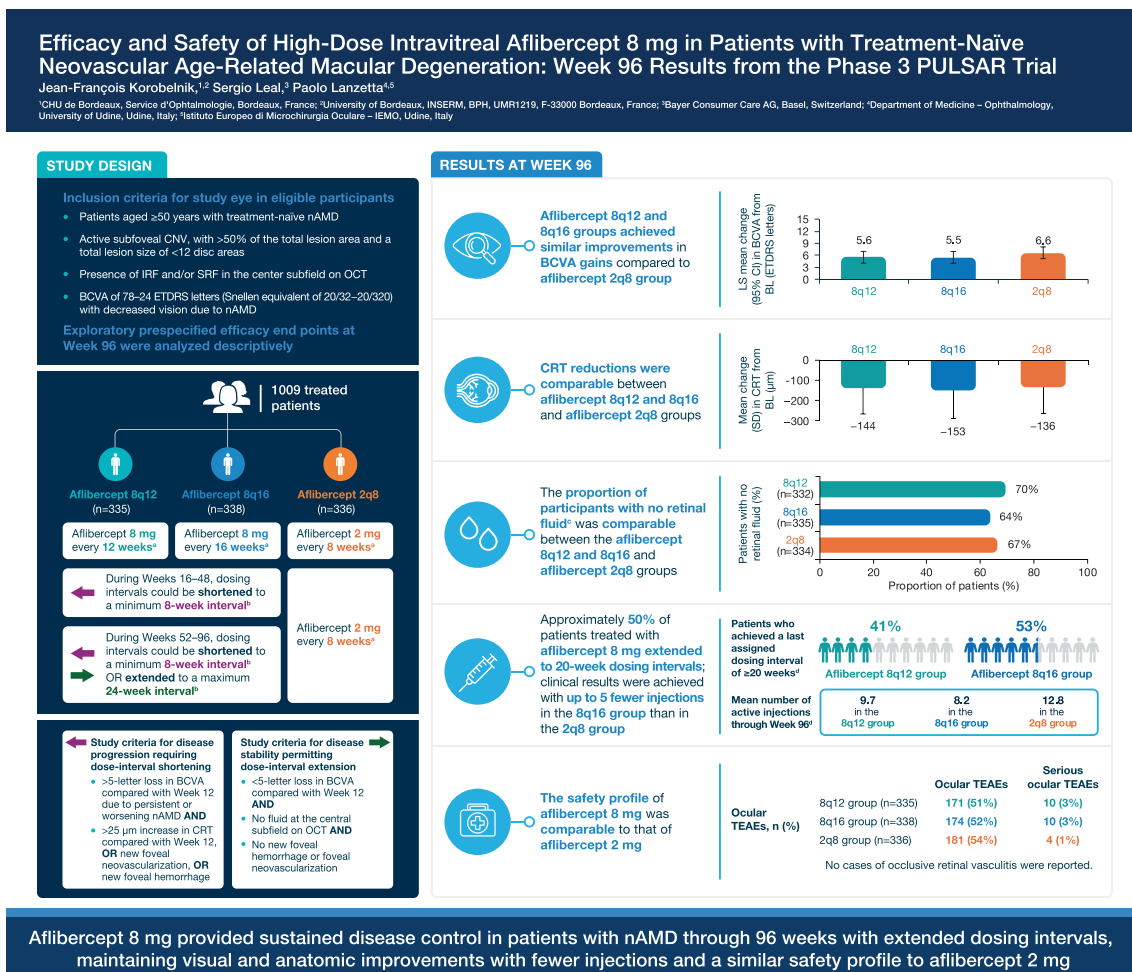 Efficacy and Safety of High-Dose Intravitreal Aflibercept 8 mg in Patients with Treatment-Naïve
Neovascular Age-Related Macular Degeneration: Week 96 Results from the Phase 3 PULSAR Trial
Jean-François Korobelnik,1,2 Sergio Leal,3 Paolo Lanzetta4,5
1CHU de Bordeaux, Service d'Ophtalmologie, Bordeaux, France; 2University of Bordeaux, INSERM, BPH, UMR1219, F-33000 Bordeaux, France; 3Bayer Consumer Care AG, Basel, Switzerland; 4Department of Medicine – Ophthalmology,
University of Udine, Udine, Italy; 5Istituto Europeo di Microchirurgia Oculare – IEMO, Udine, Italy
STUDY DESIGN
Inclusion criteria for study eye in eligible participants
• Patients aged ≥50 years with treatment-naïve nAMD
• Active subfoveal CNV, with >50% of the total lesion area and a
total lesion size of <12 disc areas
• Presence of IRF and/or SRF in the center subfield on OCT
• BCVA of 78–24 ETDRS letters (Snellen equivalent of 20/32–20/320)
with decreased vision due to nAMD
Exploratory prespecified efficacy end points at
Week 96 were analyzed descriptively
1009 treated
patients
Aflibercept 8q12
(n=335)
Aflibercept 8q16
(n=338)
Aflibercept 2q8
(n=336)
Aflibercept 8 mg
every 12 weeksa
Aflibercept 8 mg
every 16 weeksa
Aflibercept 2 mg
every 8 weeksa
During Weeks 16–48, dosing
intervals could be shortened to
a minimum 8-week intervalb
During Weeks 52–96, dosing
intervals could be shortened to
a minimum 8-week intervalb
OR extended to a maximum
24-week intervalb
Aflibercept 2 mg
every 8 weeksa
Study criteria for disease
progression requiring
dose-interval shortening
• >5-letter loss in BCVA
compared with Week 12
due to persistent or
worsening nAMD AND
• >25 µm increase in CRT
compared with Week 12,
OR new foveal
neovascularization, OR
new foveal hemorrhage
Study criteria for disease
stability permitting
dose-interval extension
• <5-letter loss in BCVA
compared with Week 12
AND
• No fluid at the central
subfield on OCT AND
• No new foveal
hemorrhage or foveal
neovascularization
RESULTS AT WEEK 96
Aflibercept 8q12 and
8q16 groups achieved
similar improvements in
BCVA gains compared to
aflibercept 2q8 group
LS mean change
(95% CI) in BCVA from
BL (ETDRS letters)
15
12
9
6
3
0
5.6
5.5
6.6
8q12
8q16
2q8
CRT reductions were
comparable between
aflibercept 8q12 and 8q16
and aflibercept 2q8 groups
Mean change
(SD) in CRT from
BL (µm)
8q12
8q16
2q8
0
-100
−200
−300
−144
−153
−136
The proportion of
participants with no retinal
fluidc was comparable
between the aflibercept
8q12 and 8q16 and
aflibercept 2q8 groups
Patients with no
retinal fluid (%)
8q12
(n=332)
70%
8q16
(n=335)
64%
2q8
(n=334)
67%
0
20
40
60
80
100
Proportion of patients (%)
Approximately 50% of
patients treated with
aflibercept 8 mg extended
to 20-week dosing intervals;
clinical results were achieved
with up to 5 fewer injections
in the 8q16 group than in
the 2q8 group
Patients who
achieved a last
assigned
dosing interval
of ≥20 weeksd
41%
Aflibercept 8q12 group
53%
Aflibercept 8q16 group
Mean number of
active injections
through Week 96d
9.7
in the
8q12 group
8.2
in the
8q16 group
12.8
in the
2q8 group
The safety profile of
aflibercept 8 mg was
comparable to that of
aflibercept 2 mg
Ocular
TEAEs, n (%)
Ocular TEAEs
Serious
ocular TEAEs
8q12 group (n=335) 171 (51%) 10 (3%)
8q16 group (n=338) 174 (52%) 10 (3%)
2q8 group (n=336) 181 (54%) 4 (1%)
No cases of occlusive retinal vasculitis were reported.
Aflibercept 8 mg provided sustained disease control in patients with nAMD through 96 weeks with extended dosing intervals,
maintaining visual and anatomic improvements with fewer injections and a similar safety profile to aflibercept 2 mg